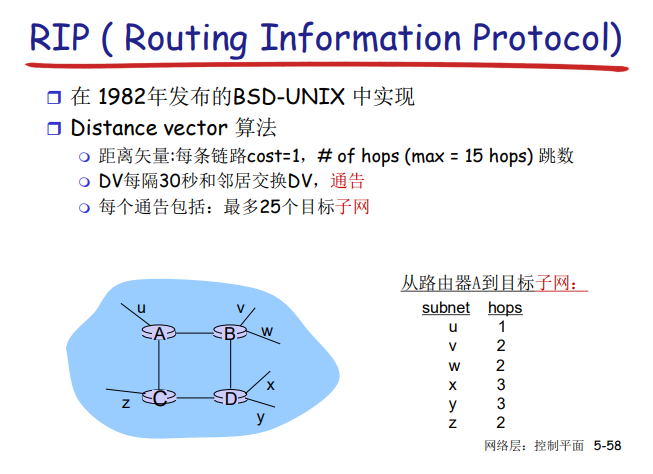 RIP ( Routing Information Protocol)
在 1982年发布的BSD-UNIX 中实现
Distance vector 算法
距离矢量:每条链路cost=1，# of hops (max = 15 hops) 跳数
DV每隔30秒和邻居交换DV，通告
每个通告包括：最多25个目标子网
从路由器A到目标子网：
subnet hops
u 1
v 2
w 2
x 3
y 3
z 2
u
v
A
B
w
C
D
x
z
y
网络层：控制平面 5-58